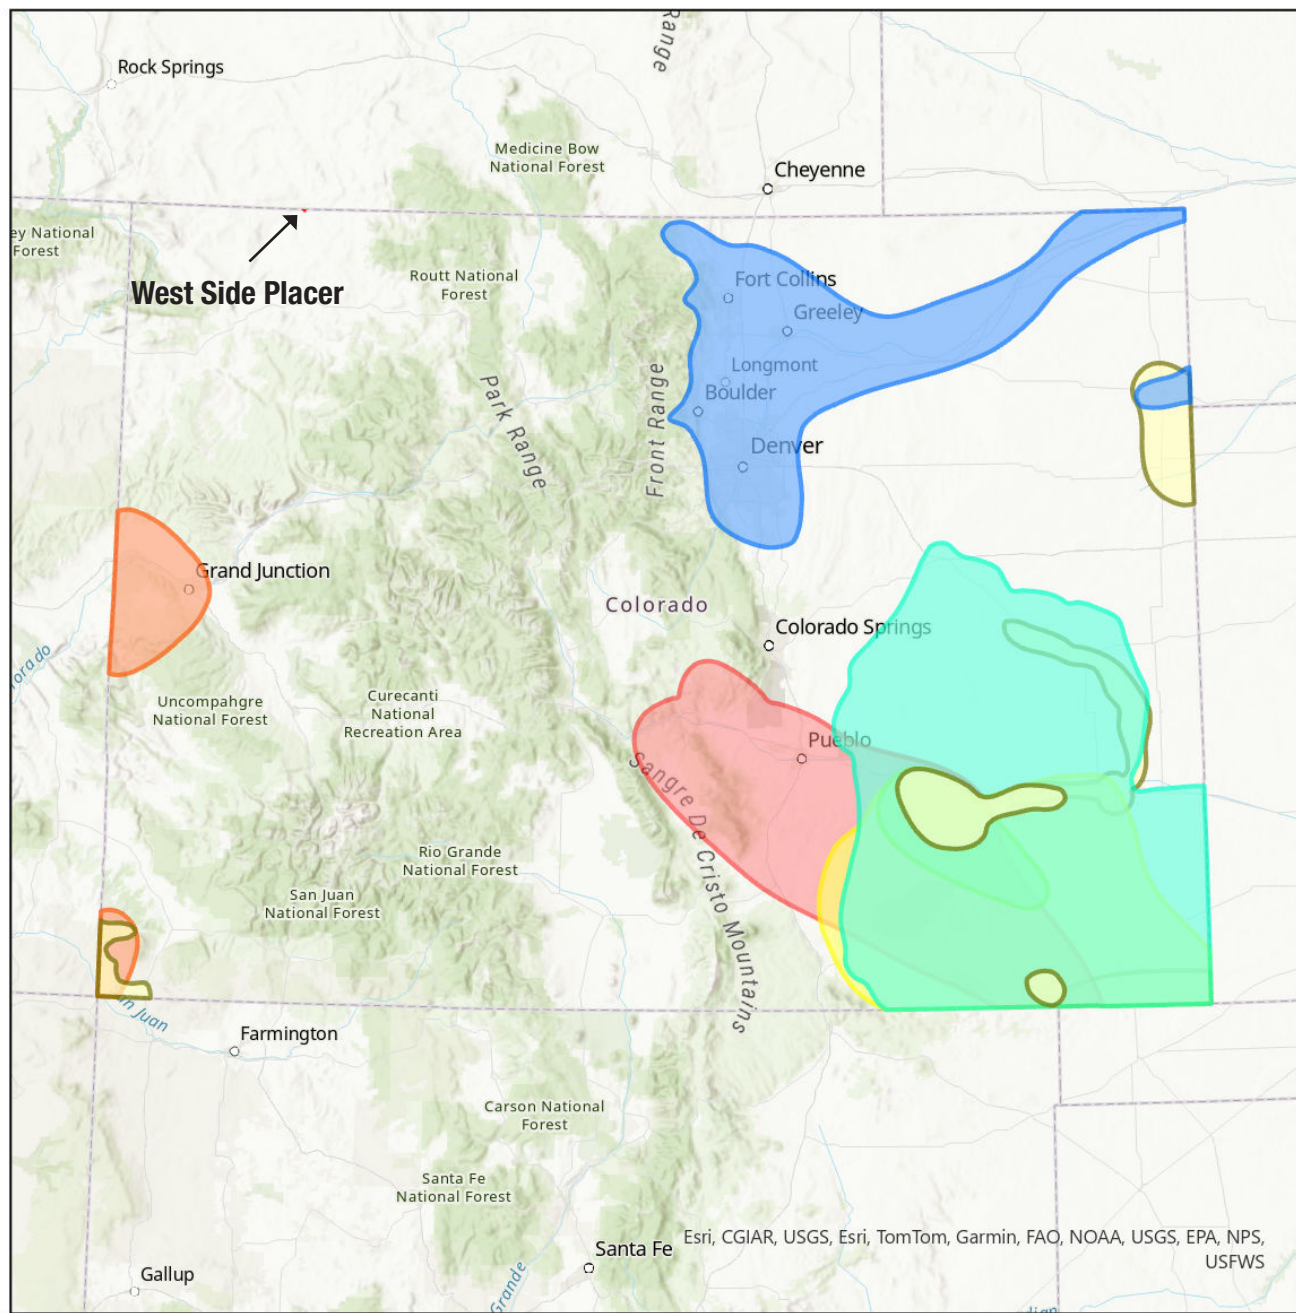 Range
Rock Springs
Medicine Bow
National Forest
Cheyenne
ey National
Forest
West Side Placer
Routt National
Forest
Fort Collins
Greeley
Longmont
Boulder
Park Range
Front Range
Denver
Grand Junction
Colorado
Colorado Springs
orado
Uncompahgre
National Forest
Curecanti
National
Recreation Area
Pueblo
Sangre De Cristo Mountains
Rio Grande
National Forest
San Juan
National Forest
n Juan
Farmington
Carson National
Forest
Santa Fe
National Forest
Esri, CGIAR, USGS, Esri, TomTom, Garmin, FAO, NOAA, USGS, EPA, NPS,
USFWS
Santa Fe
Gallup
Grande